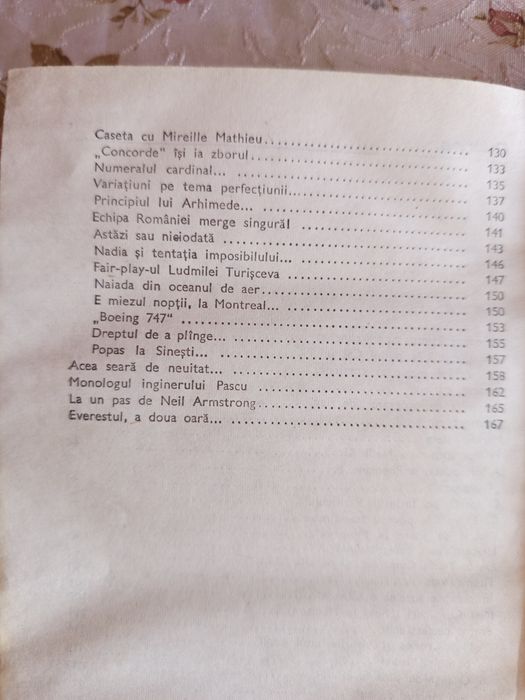 Caseta cu Mireille Mathieu.................................. 130
„Concorde" își ia zborul.................................. 133
Numeralul cardinal... .................................. 135
Variațiuni pe tema perfecțiunii... .......................... 137
Principiul lui Arhimede... .................................. 140
Echipa României merge singură! .......................... 141
Astăzi sau niciodată .................................. 143
Nadia și tentația imposibilului... .......................... 146
Fair-play-ul Ludmilei Turișceva .......................... 147
Naiada din oceanul de aer.................................. 150
E miezul nopții, la Montreal... .......................... 150
„Boeing 747" .................................. 153
Dreptul de a plînge... .................................. 155
Popas la Sinești... .................................. 157
Acea seară de neuitat... .................................. 158
Monologul inginerului Pascu .................................. 162
La un pas de Neil Armstrong.................................. 165
Everestul, a doua oară... .................................. 167